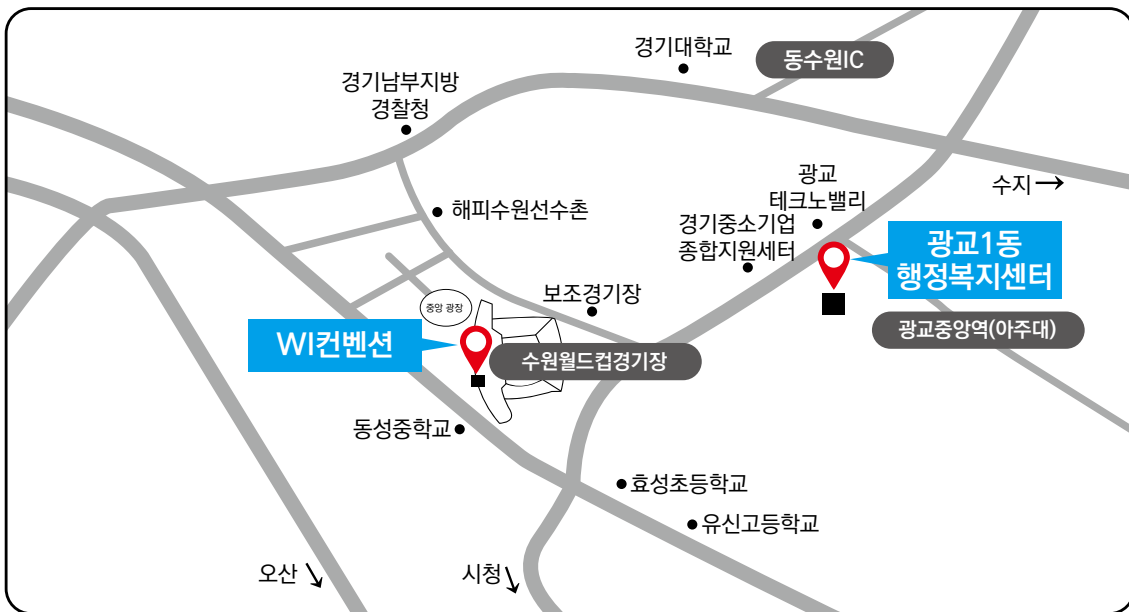 경기대학교
동수원IC
경기남부지방
경찰청
광교
테크노밸리
수지
해피수원선수촌
경기중소기업
종합지원세터
광교1동
행정복지센터
보조경기장
중앙 광장
광교중앙역(아주대)
WI컨벤션
수원월드컵경기장
동성중학교
효성초등학교
유신고등학교
오산
시청